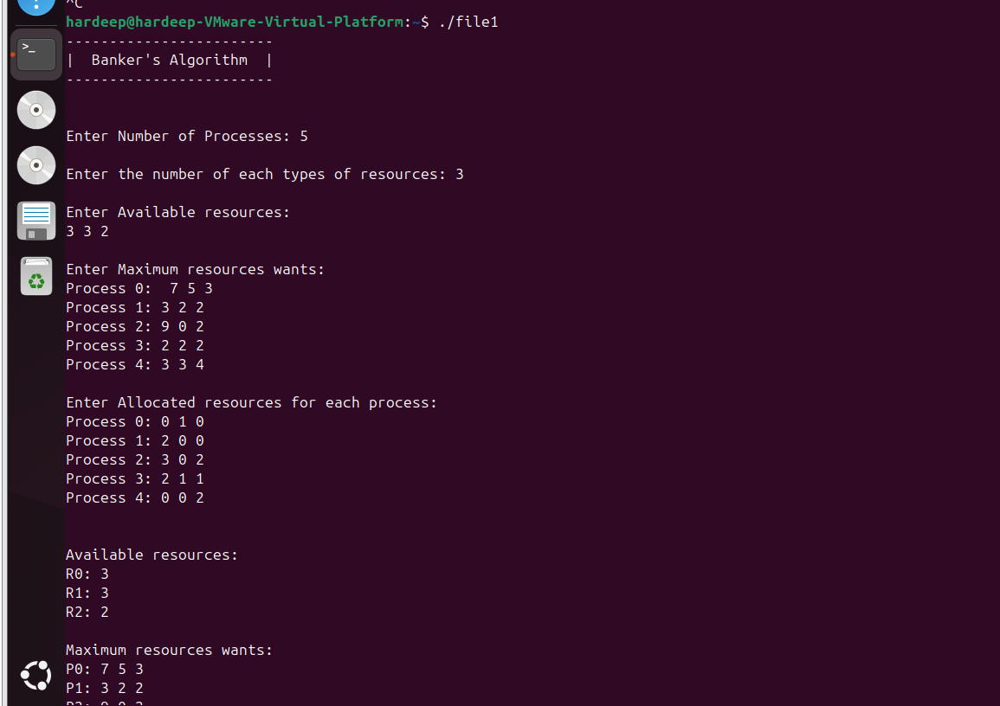 ^C
hardeep@hardeep-VMware-Virtual-Platform:~$ ./file1
------------------------
|  Banker's Algorithm  |
------------------------
Enter Number of Processes: 5
Enter the number of each types of resources: 3
Enter Available resources:
3 3 2
Enter Maximum resources wants:
Process 0:  7 5 3
Process 1: 3 2 2
Process 2: 9 0 2
Process 3: 2 2 2
Process 4: 3 3 4
Enter Allocated resources for each process:
Process 0: 0 1 0
Process 1: 2 0 0
Process 2: 3 0 2
Process 3: 2 1 1
Process 4: 0 0 2
Available resources:
R0: 3
R1: 3
R2: 2
Maximum resources wants:
P0: 7 5 3
P1: 3 2 2
P2: 9 0 2